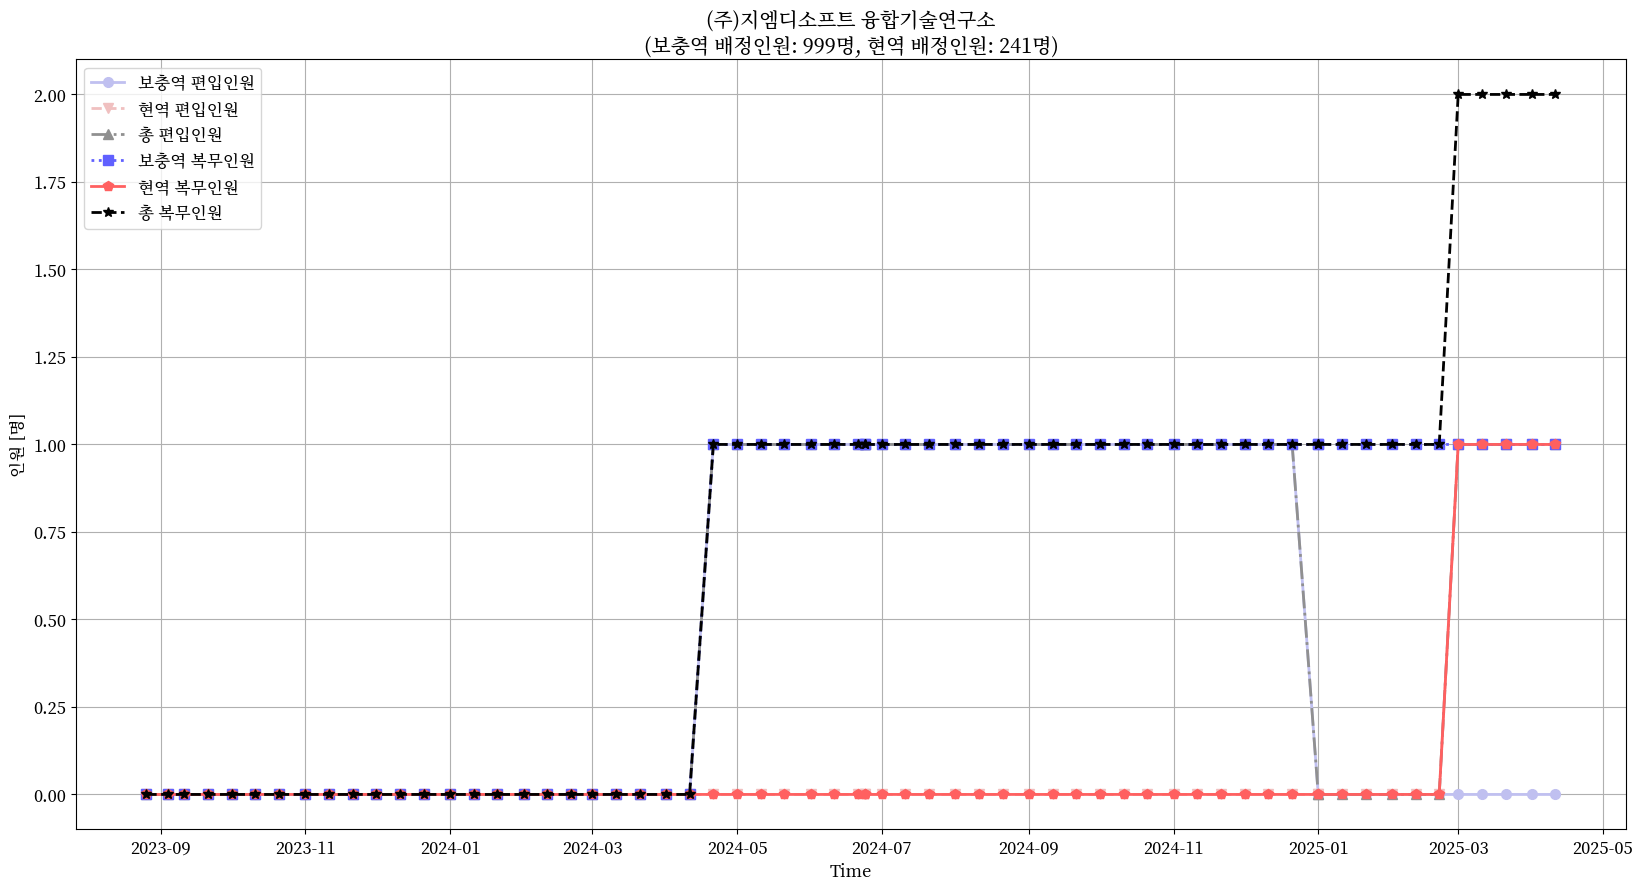 (주)지엠디소프트 융합기술연구소
(보충역 배정인원: 999명, 현역 배정인원: 241명)
보충역 편입인원
현역 편입인원
총 편입인원
보충역 복무인원
현역 복무인원
총 복무인원
2.00
1.75
1.50
1.25
1.00
0.75
0.50
0.25
0.00
인원 [명]
2023-09
2023-11
2024-01
2024-03
2024-05
2024-07
2024-09
2024-11
2025-01
2025-03
2025-05
Time